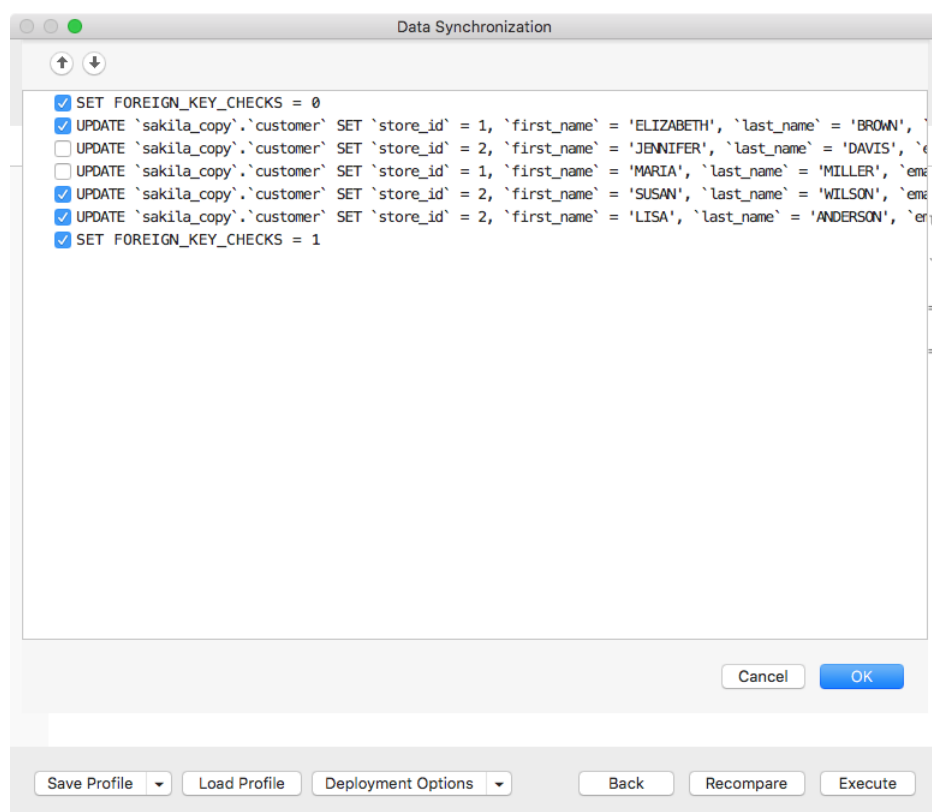 Data Synchronization
SET FOREIGN_KEY_CHECKS = 0
UPDATE `sakila_copy`.`customer` SET `store_id` = 1, `first_name` = 'ELIZABETH', `last_name` = 'BROWN', `
UPDATE `sakila_copy`.`customer` SET `store_id` = 2, `first_name` = 'JENNIFER', `last_name` = 'DAVIS', `e
UPDATE `sakila_copy`.`customer` SET `store_id` = 1, `first_name` = 'MARIA', `last_name` = 'MILLER', `ema
UPDATE `sakila_copy`.`customer` SET `store_id` = 2, `first_name` = 'SUSAN', `last_name` = 'WILSON', `ema
UPDATE `sakila_copy`.`customer` SET `store_id` = 2, `first_name` = 'LISA', `last_name` = 'ANDERSON', `em
SET FOREIGN_KEY_CHECKS = 1
Cancel OK
Save Profile Load Profile Deployment Options Back Recompare Execute